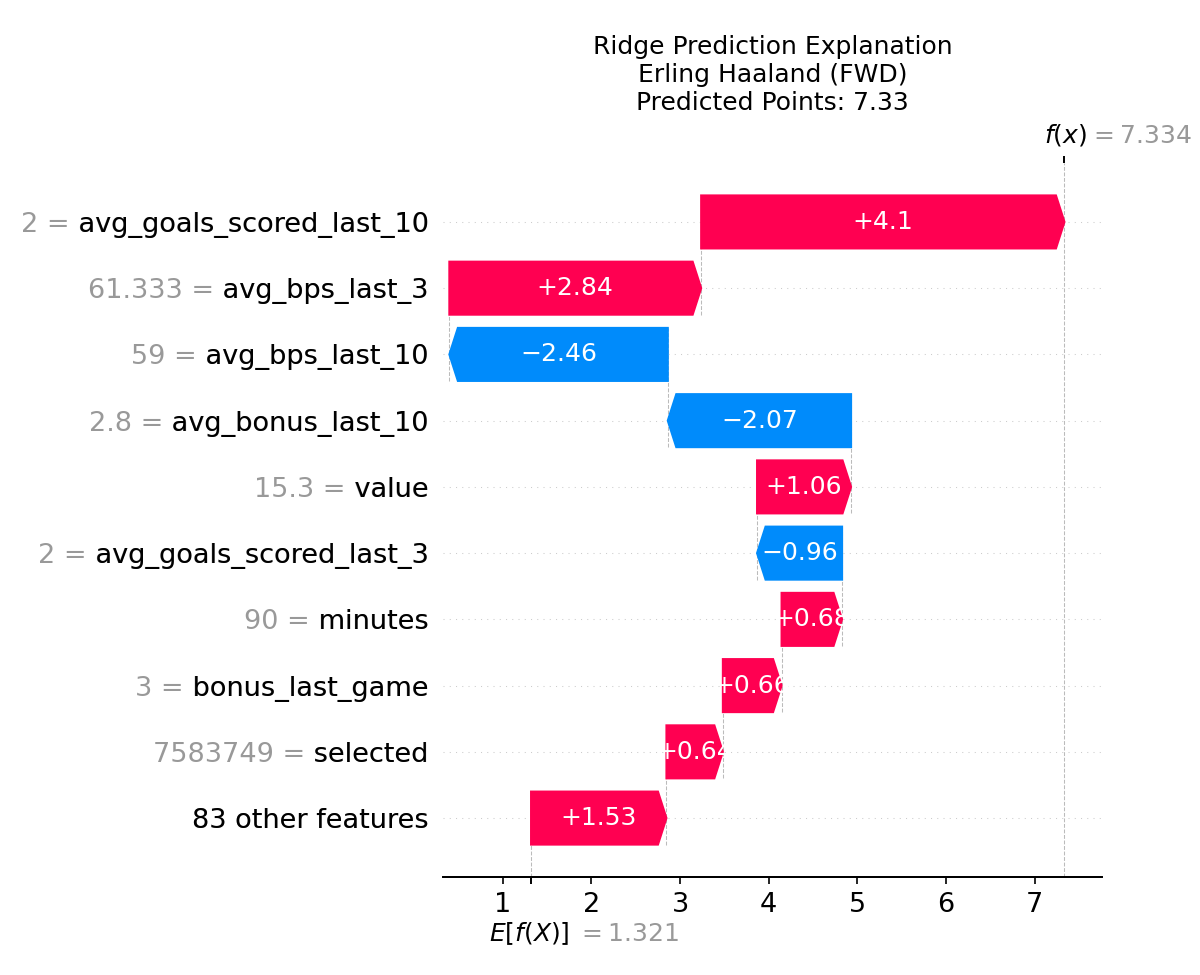 Ridge Prediction Explanation
Erling Haaland (FWD)
Predicted Points: 7.33
f(x) = 7.334
2 = avg_goals_scored_last_10
+4.1
61.333 = avg_bps_last_3
+2.84
59 = avg_bps_last_10
−2.46
2.8 = avg_bonus_last_10
−2.07
15.3 = value
+1.06
2 = avg_goals_scored_last_3
−0.96
90 = minutes
+0.68
3 = bonus_last_game
+0.66
7583749 = selected
+0.64
83 other features
+1.53
1 2 3 4 5 6 7
E[f(X)] = 1.321